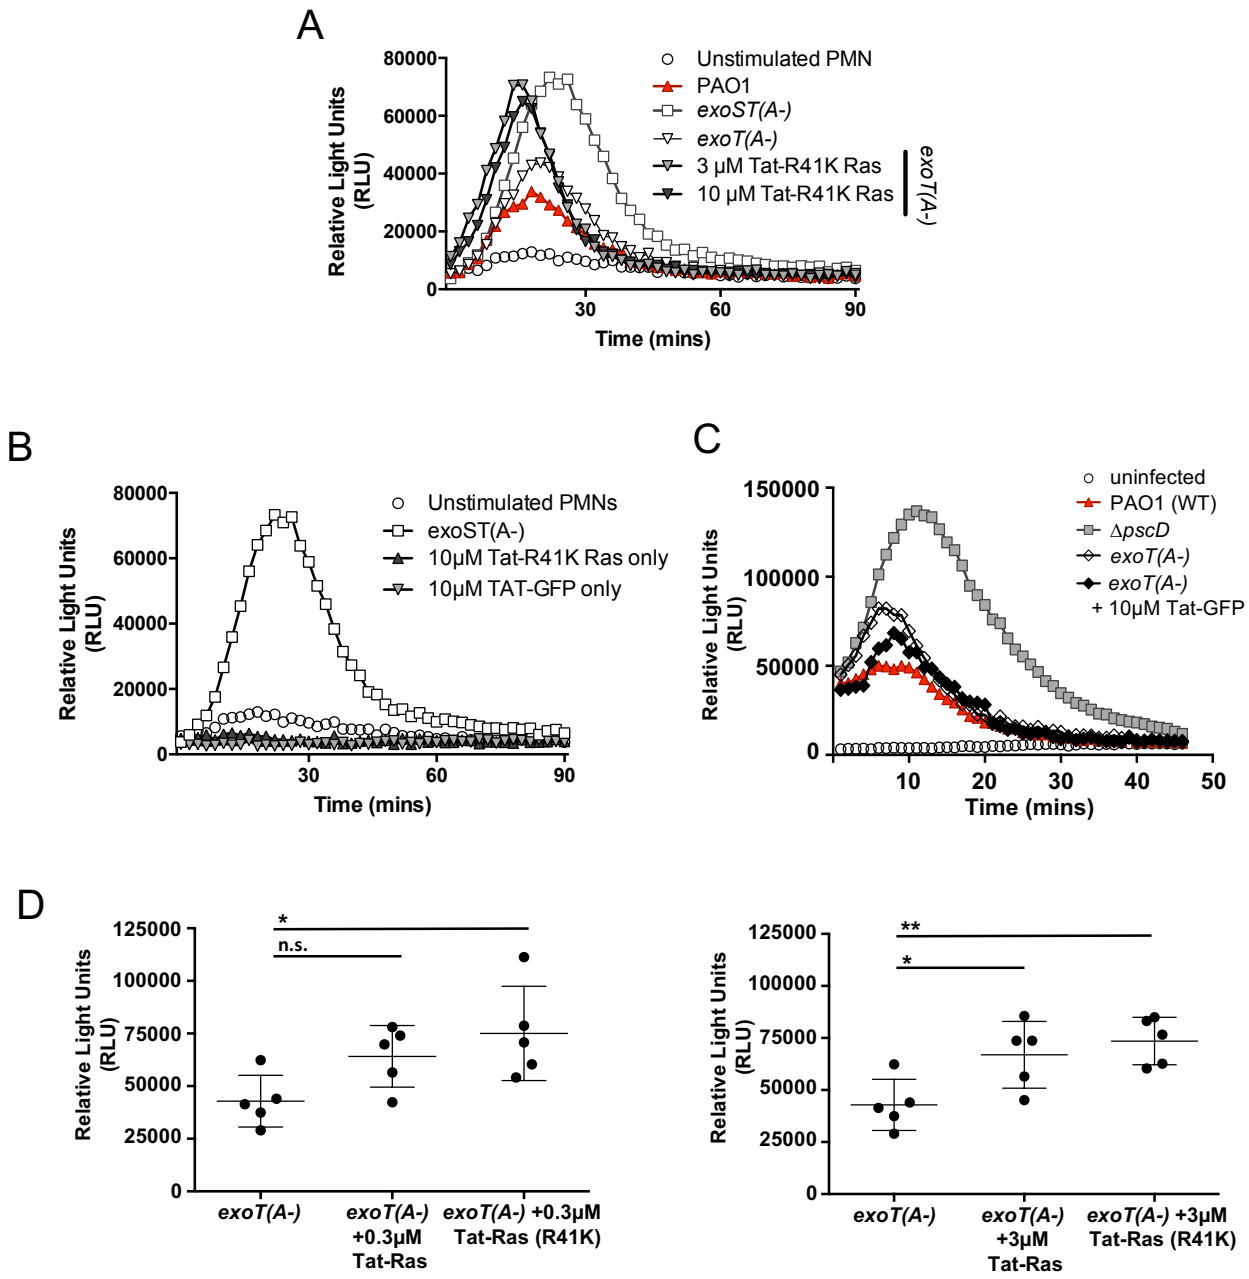 A
80000
60000
40000
20000
0
Relative Light Units
(RLU)
30
60
90
Time (mins)
Unstimulated PMN
PAO1
exoST(A-)
exoT(A-)
3 µM Tat-R41K Ras
10 µM Tat-R41K Ras
exoT(A-)
B
80000
60000
40000
20000
0
Relative Light Units
(RLU)
30
60
90
Time (mins)
Unstimulated PMNs
exoST(A-)
10µM Tat-R41K Ras only
10µM TAT-GFP only
C
150000
100000
50000
0
Relative Light Units
(RLU)
10
20
30
40
50
Time (mins)
uninfected
PAO1 (WT)
ΔpscD
exoT(A-)
exoT(A-)
+ 10µM Tat-GFP
D
125000
100000
75000
50000
25000
0
Relative Light Units
(RLU)
*
n.s.
exoT(A-)
exoT(A-)
+0.3µM
Tat-Ras
exoT(A-) +0.3µM
Tat-Ras (R41K)
125000
100000
75000
50000
25000
0
Relative Light Units
(RLU)
**
*
exoT(A-)
exoT(A-)
+3µM
Tat-Ras
exoT(A-) +3µM
Tat-Ras (R41K)